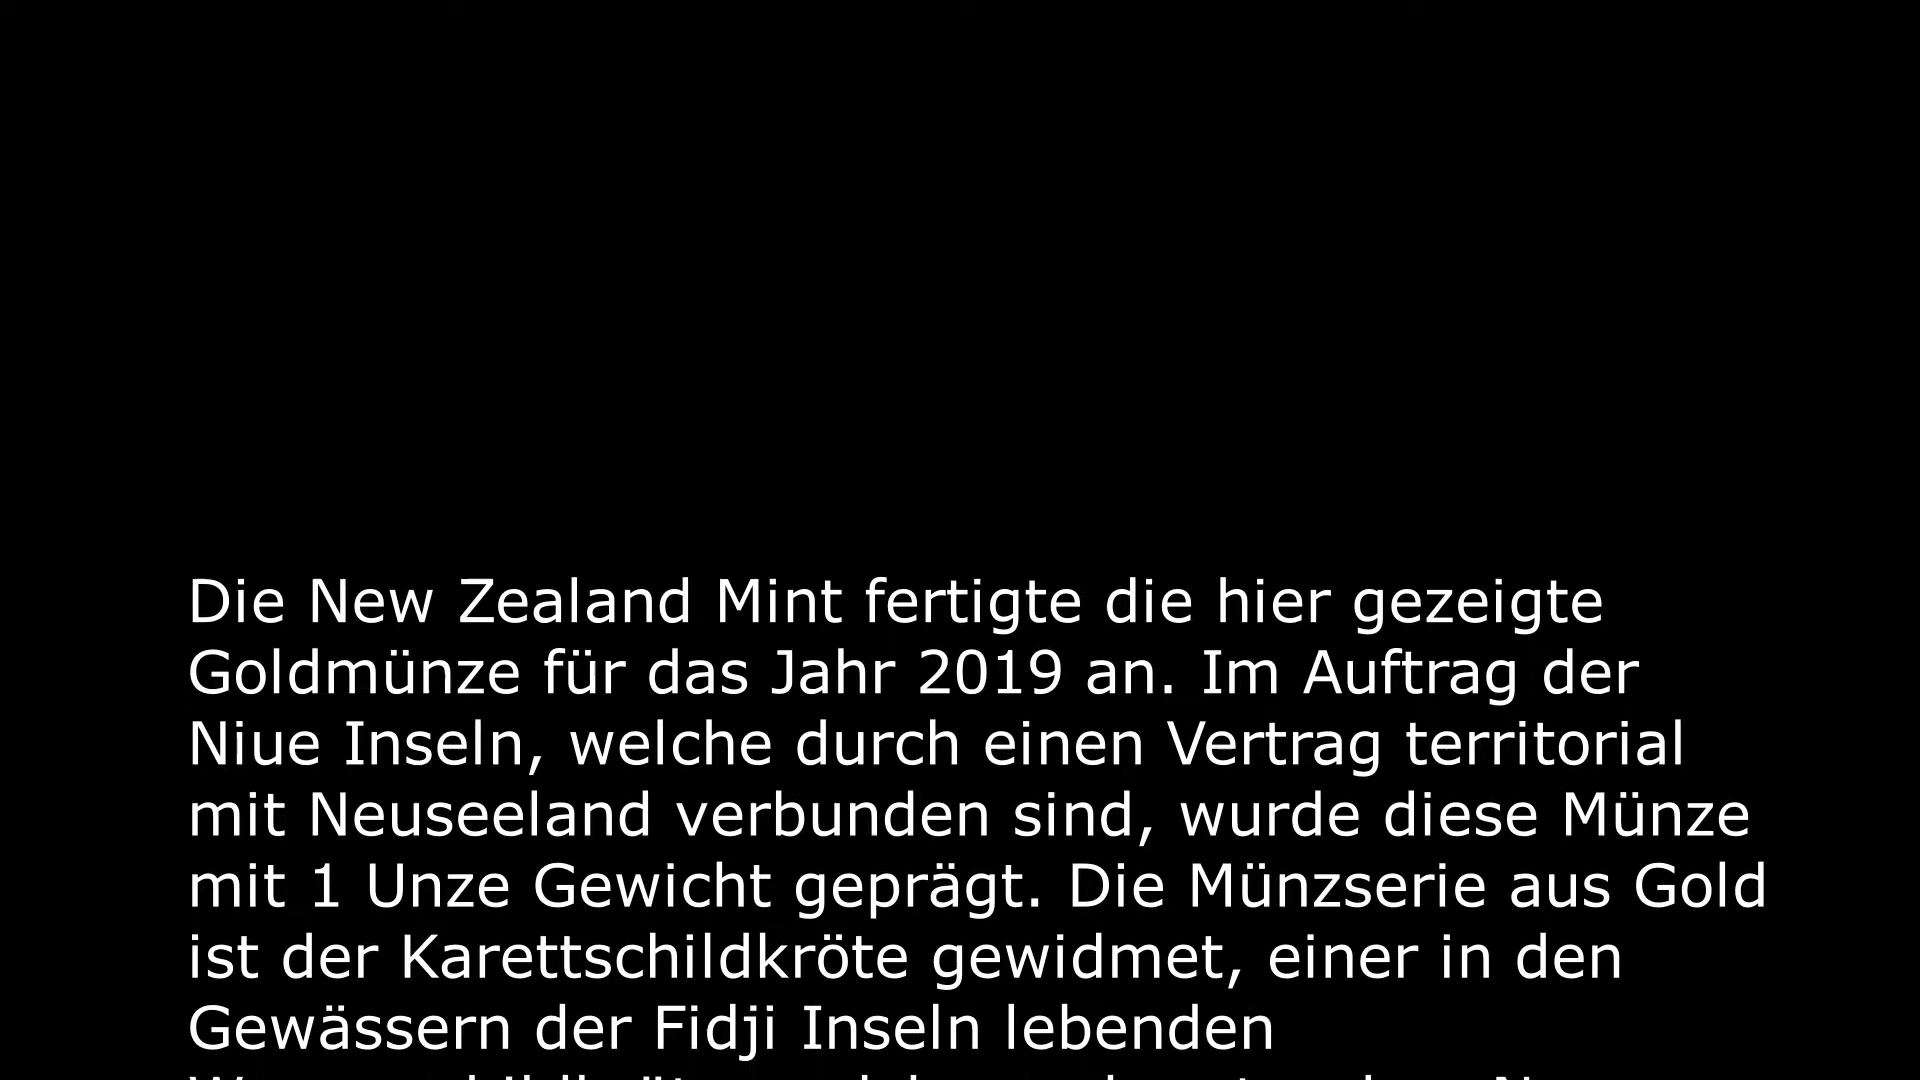 Die New Zealand Mint fertigte die hier gezeigte
Goldmünze für das Jahr 2019 an. Im Auftrag der
Niue Inseln, welche durch einen Vertrag territorial
mit Neuseeland verbunden sind, wurde diese Münze
mit 1 Unze Gewicht geprägt. Die Münzserie aus Gold
ist der Karettschildkröte gewidmet, einer in den
Gewässern der Fidji Inseln lebenden